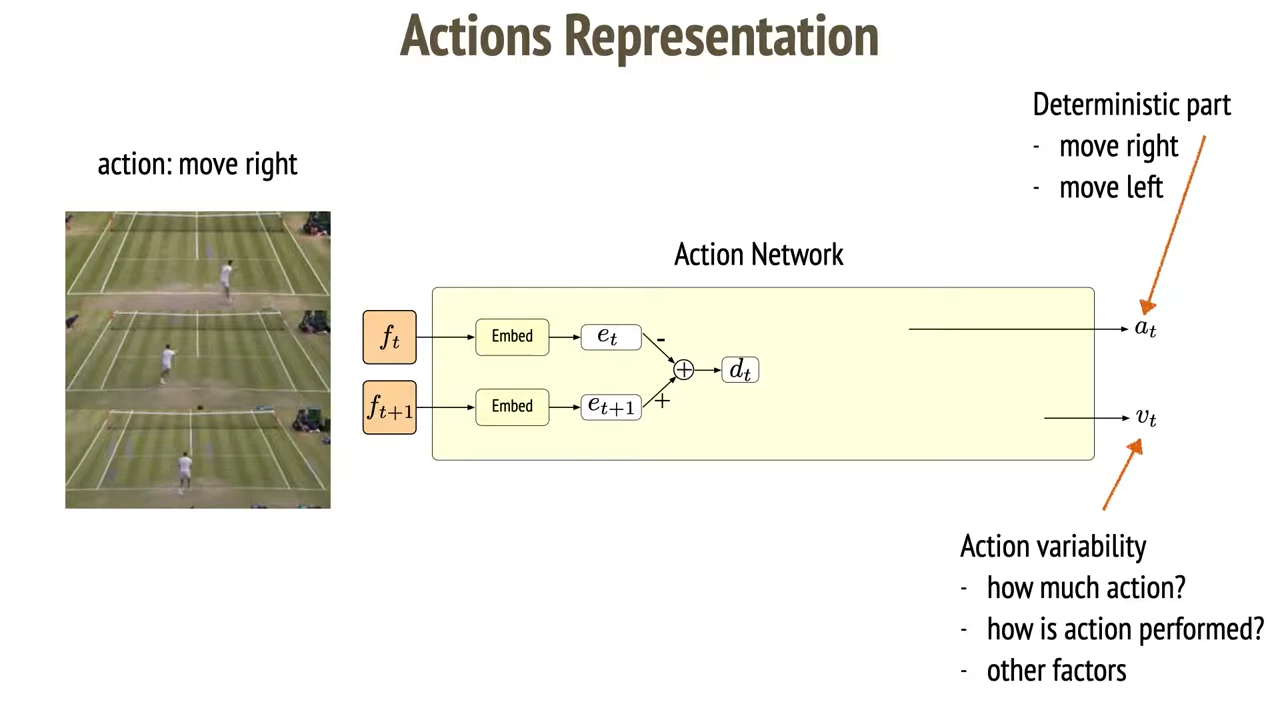 Actions Representation
Deterministic part
- move right
- move left
action: move right
Action Network
f_t
Embed
e_t
-
+
d_t
a_t
f_{t+1}
Embed
e_{t+1}
+
v_t
Action variability
- how much action?
- how is action performed?
- other factors